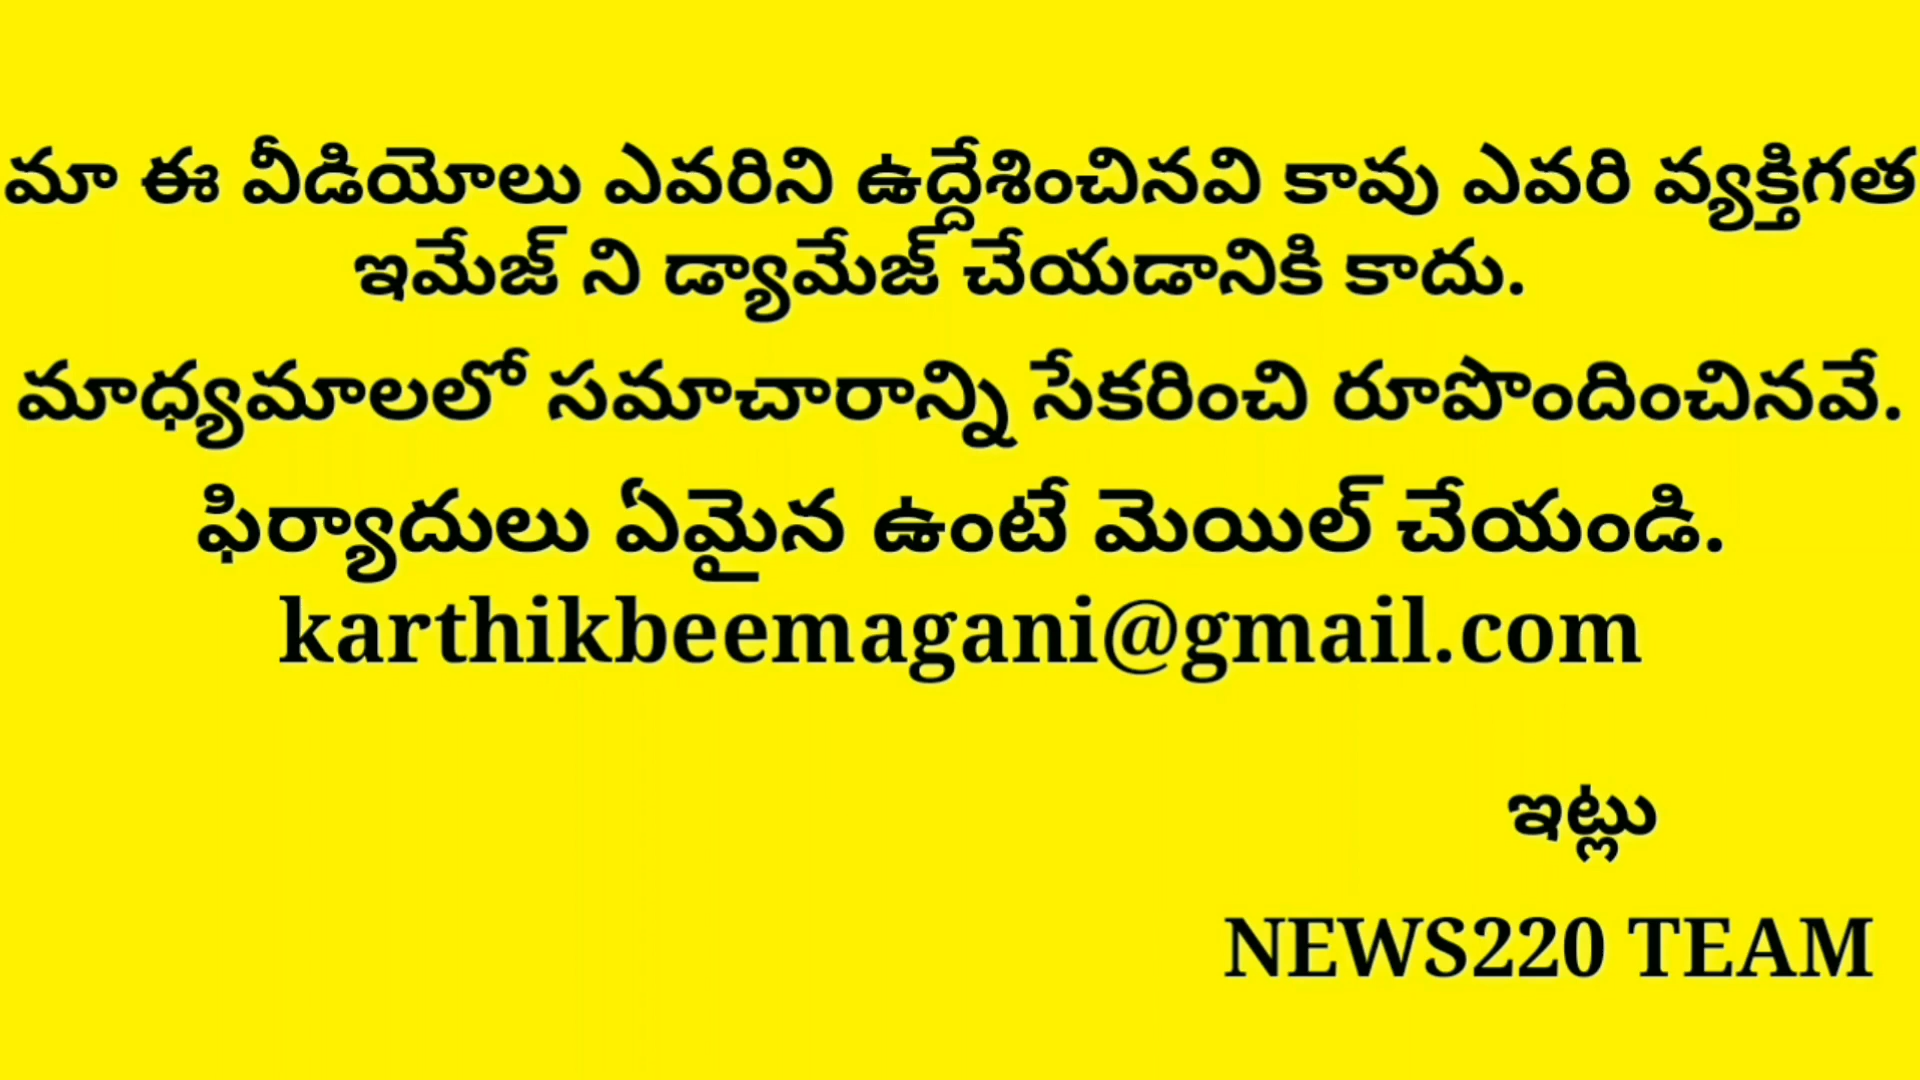 మా ఈ వీడియోలు ఎవరిని ఉద్దేశించినవి కావు ఎవరి వ్యక్తిగత
ఇమేజ్ ని డ్యామేజ్ చేయడానికి కాదు.
మాధ్యమాలలో సమాచారాన్ని సేకరించి రూపొందించినవే.
ఫిర్యాదులు ఏమైన ఉంటే మెయిల్ చేయండి.
karthikbeemagani@gmail.com
ఇట్లు
NEWS220 TEAM